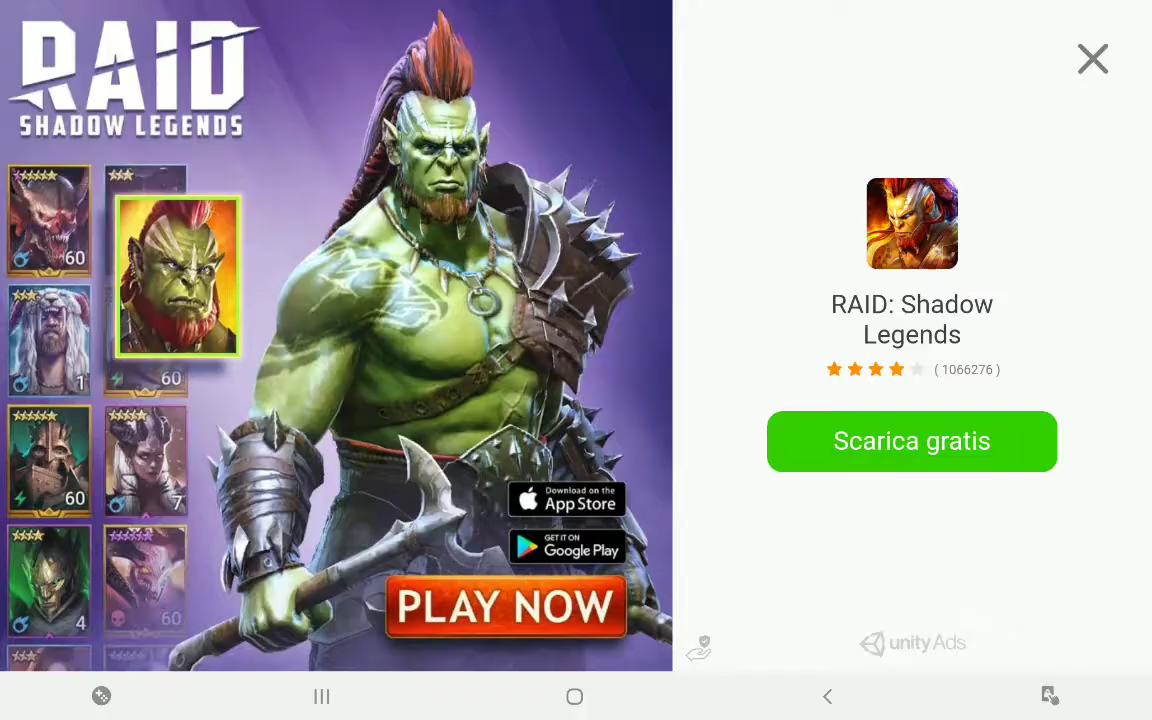 RAID
SHADOW LEGENDS
60
1
60
60
7
4
60
Download on the
App Store
GET IT ON
Google Play
PLAY NOW
RAID: Shadow
Legends
( 1066276 )
Scarica gratis
unity Ads